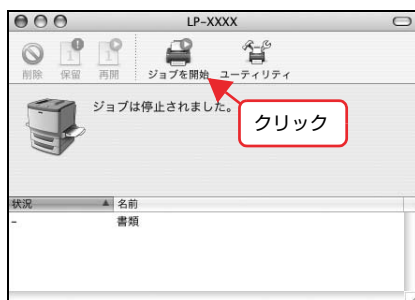 LP-XXXX
削除 保留 再開 ジョブを開始 ユーティリティ
ジョブは停止されました。
クリック
状況 名前
- 書類